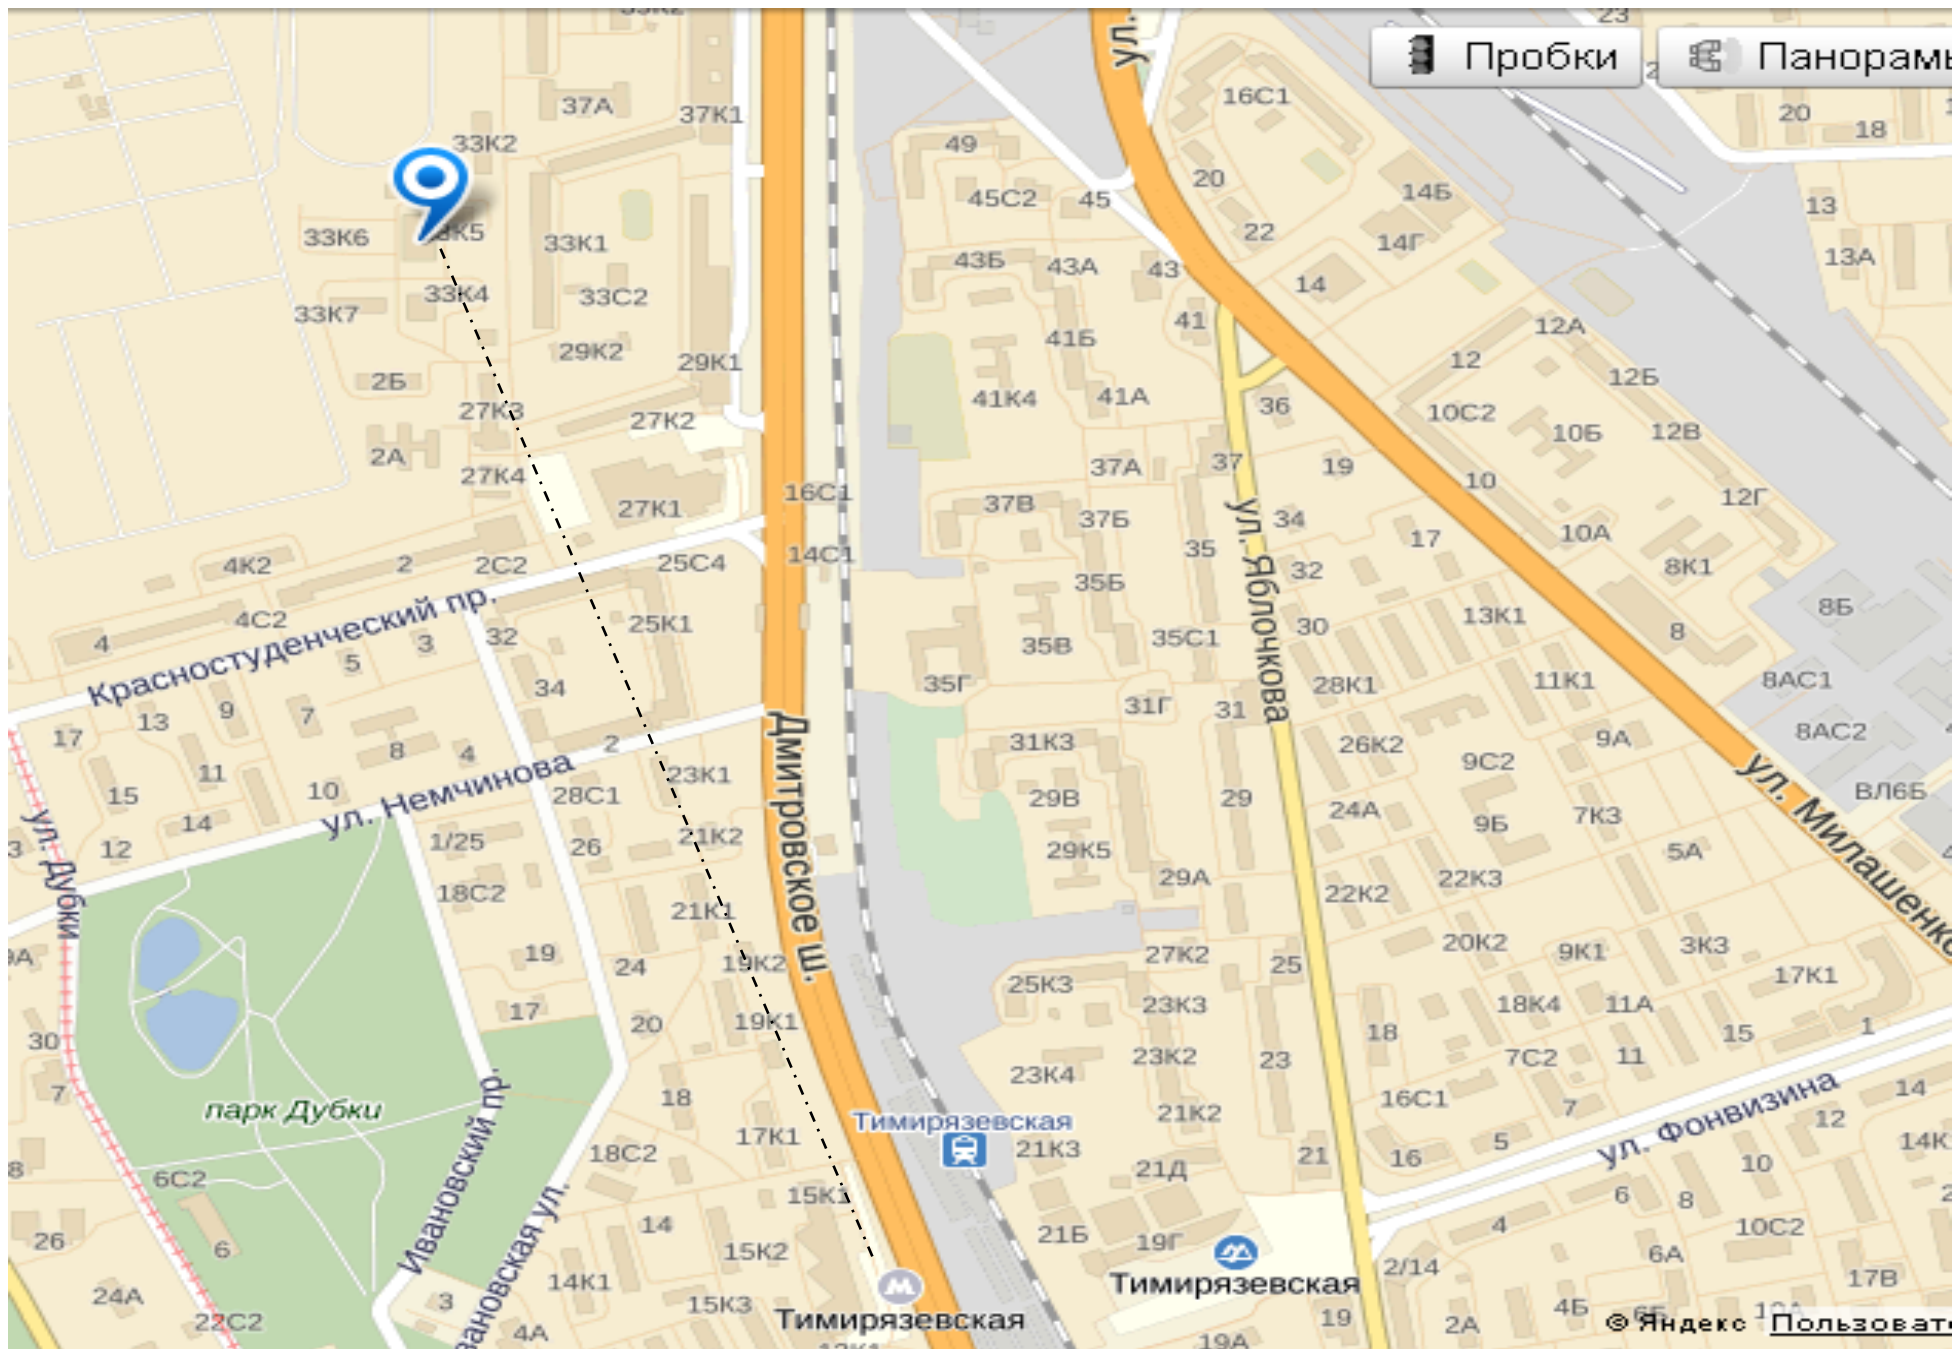 23
Пробки
Панорамы
ул.
37А
37К1
16С1
20
18
33К2
49
45С2
45
20
14Б
13
33К6
33К1
22
14Г
13А
43Б
43А
43
14
33К4
33С2
33К7
41
12А
41Б
29К2
29К1
12
12Б
2Б
41К4
41А
36
27К3
27К2
10С2
10Б
12В
2А
37А
37
19
27К4
16С1
10
12Г
27К1
37В
37Б
34
10А
17
14С1
35
4К2
2
2С2
25С4
32
8К1
35Б
ул. Яблочкова
8Б
4С2
Красностуденческий пр.
25К1
30
13К1
4
3
32
35В
35С1
8
5
34
35Г
28К1
11К1
8АС1
9
7
13
31Г
31
17
8АС2
8
4
2
31К3
26К2
9А
11
9С2
23К1
15
10
28С1
29В
29
ВЛ6Б
ул. Немчинова
Дмитровское ш.
24А
9Б
7К3
14
ул. Дубки
1/25
26
21К2
29К5
5А
12
ул. Милашенко
18С2
29А
22К2
22К3
21К1
19
24
19К2
27К2
25
20К2
9К1
3К3
17К1
25К3
17
20
19К1
23К3
18К4
11А
30
18
15
1
23К2
23
7С2
11
7
23К4
14
парк Дубки
18
Тимирязевская
21К2
16С1
7
12
ул. Фонвизина
17К1
21К3
5
Ивановский пр.
18С2
21Д
21
16
10
6С2
15К1
6
8
14
4
10С2
26
6
15К2
21Б
19Г
6А
14К1
Тимирязевская
2/14
17В
24А
3
15К3
4Б
22С2
Тимирязевская
19
2А
© Яндекс
4А
19А